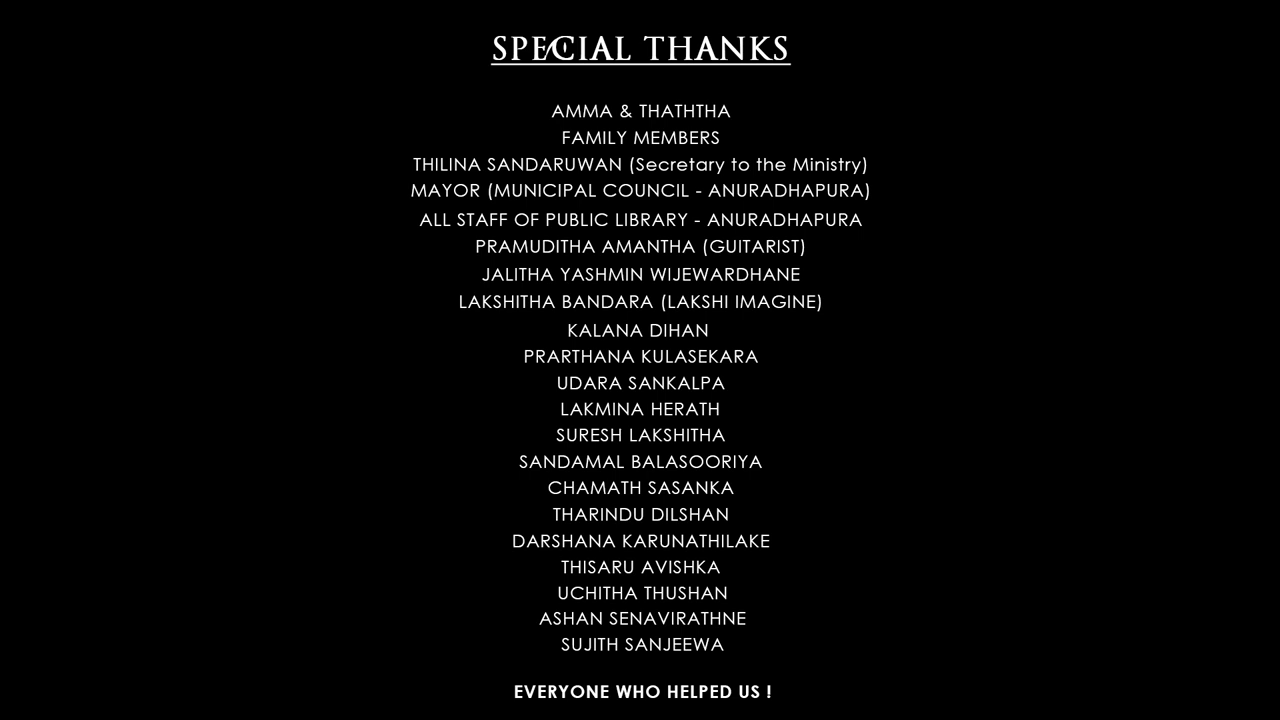 SPECIAL THANKS
AMMA & THATHTHA
FAMILY MEMBERS
THILINA SANDARUWAN (Secretary to the Ministry)
MAYOR (MUNICIPAL COUNCIL - ANURADHAPURA)
ALL STAFF OF PUBLIC LIBRARY - ANURADHAPURA
PRAMUDITHA AMANTHA (GUITARIST)
JALITHA YASHMIN WIJEWARDHANE
LAKSHITHA BANDARA (LAKSHI IMAGINE)
KALANA DIHAN
PRARTHANA KULASEKARA
UDARA SANKALPA
LAKMINA HERATH
SURESH LAKSHITHA
SANDAMAL BALASOORIYA
CHAMATH SASANKA
THARINDU DILSHAN
DARSHANA KARUNATHILAKE
THISARU AVISHKA
UCHITHA THUSHAN
ASHAN SENAVIRATHNE
SUJITH SANJEEWA
EVERYONE WHO HELPED US !